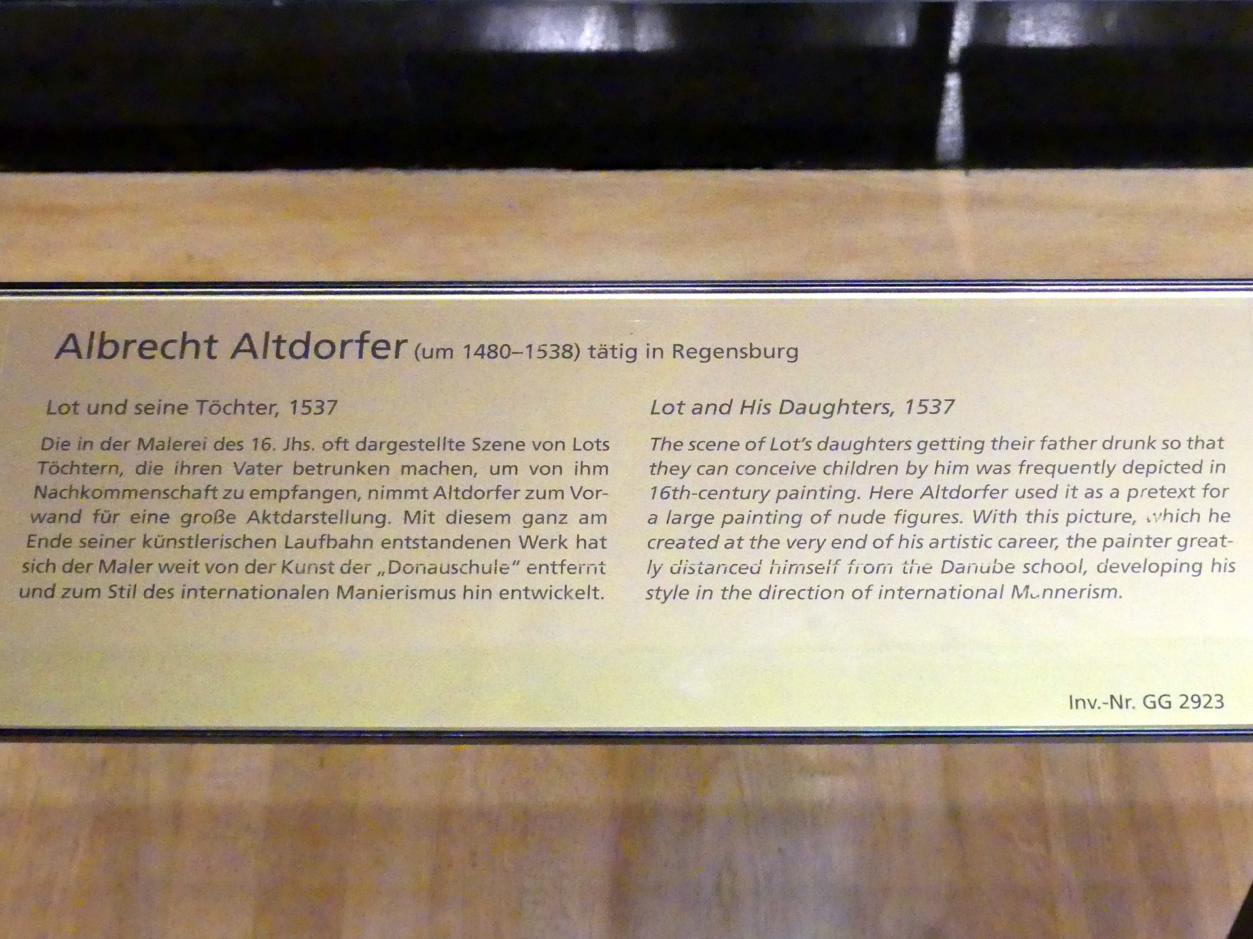 Albrecht Altdorfer (um 1480–1538) tätig in Regensburg
Lot und seine Töchter, 1537
Die in der Malerei des 16. Jhs. oft dargestellte Szene von Lots
Töchtern, die ihren Vater betrunken machen, um von ihm
Nachkommenschaft zu empfangen, nimmt Altdorfer zum Vor-
wand für eine große Aktdarstellung. Mit diesem ganz am
Ende seiner künstlerischen Laufbahn entstandenen Werk hat
sich der Maler weit von der Kunst der „Donauschule“ entfernt
und zum Stil des internationalen Manierismus hin entwickelt.
Lot and His Daughters, 1537
The scene of Lot’s daughters getting their father drunk so that
they can conceive children by him was frequently depicted in
16th-century painting. Here Altdorfer used it as a pretext for
a large painting of nude figures. With this picture, which he
created at the very end of his artistic career, the painter great-
ly distanced himself from the Danube school, developing his
style in the direction of international Mannerism.
Inv.-Nr. GG 2923